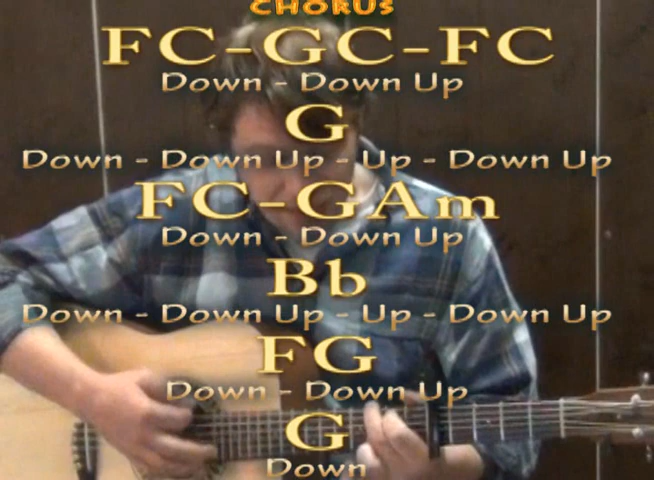 CHORUS
FC-GC-FC
Down - Down Up
G
Down - Down Up - Up - Down Up
FC-GAm
Down - Down Up
Bb
Down - Down Up - Up - Down Up
FG
Down - Down Up
G
Down